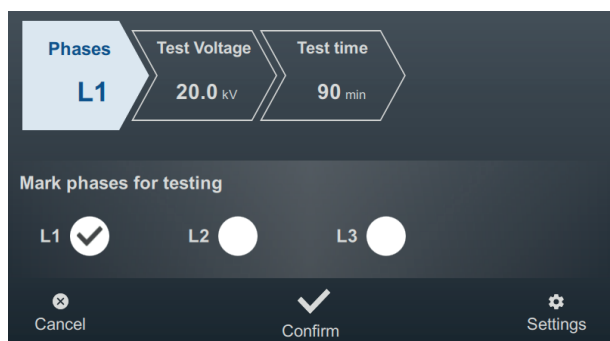 Phases
Test Voltage
Test time
L1
20.0 kV
90 min
Mark phases for testing
L1
L2
L3
Cancel
Confirm
Settings